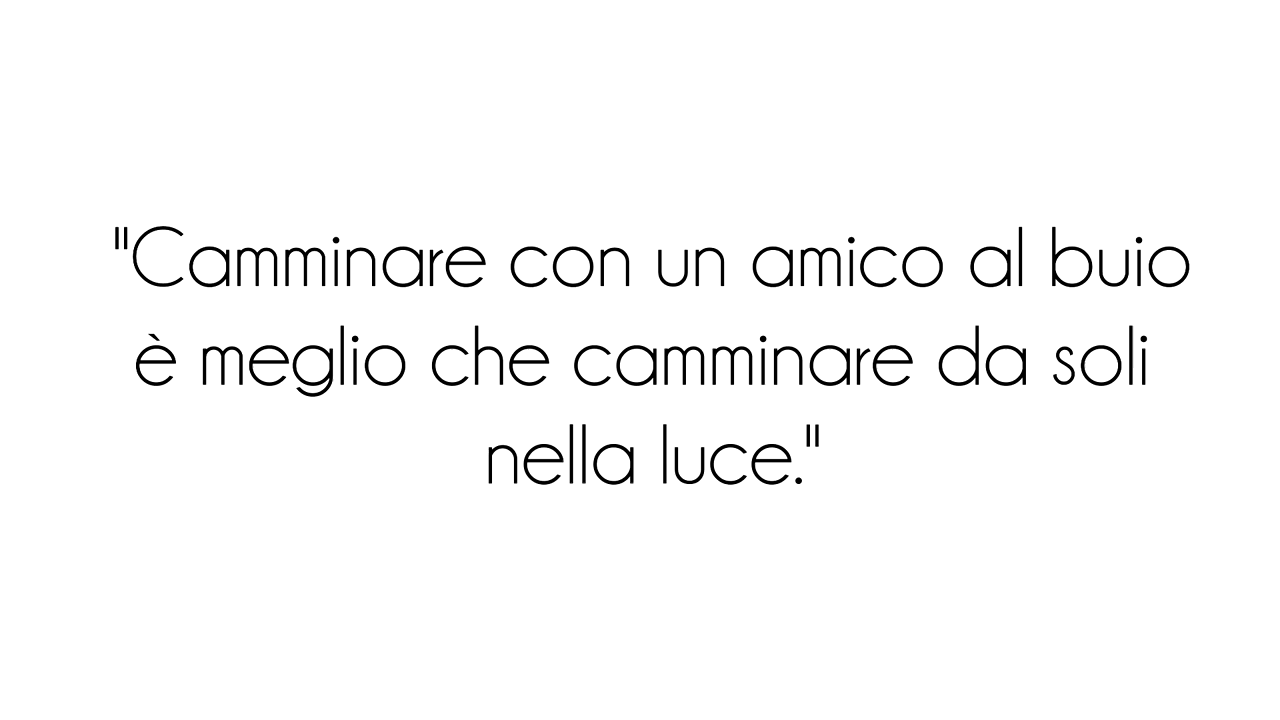 "Camminare con un amico al buio
è meglio che camminare da soli
nella luce."